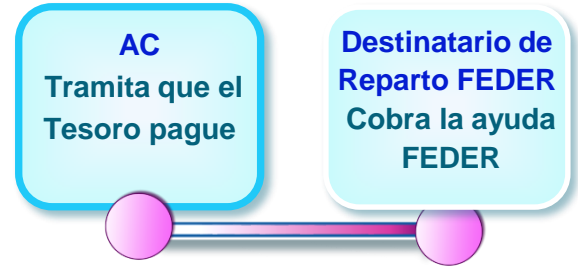 AC
Tramita que el
Tesoro pague
Destinatario de
Reparto FEDER
Cobra la ayuda
FEDER